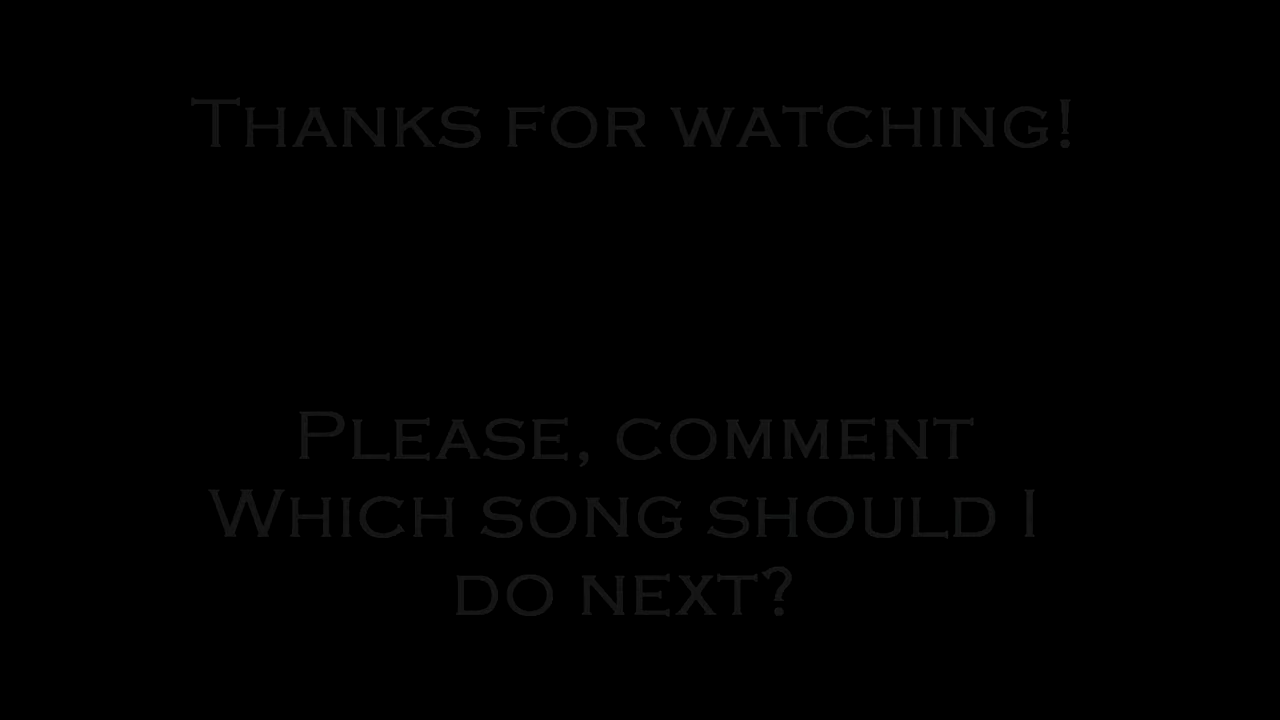 Thanks for watching!
Please, comment
Which song should I
do next?